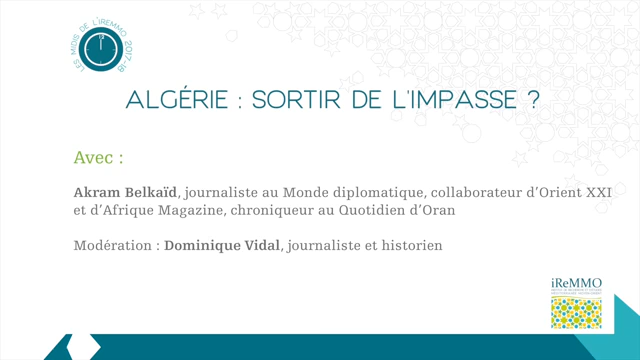 LES MIDIS DE L'IREMMO 2017-18
ALGÉRIE : SORTIR DE L'IMPASSE ?
Avec :
Akram Belkaïd, journaliste au Monde diplomatique, collaborateur d'Orient XXI
et d'Afrique Magazine, chroniqueur au Quotidien d'Oran
Modération : Dominique Vidal, journaliste et historien
iReMMO